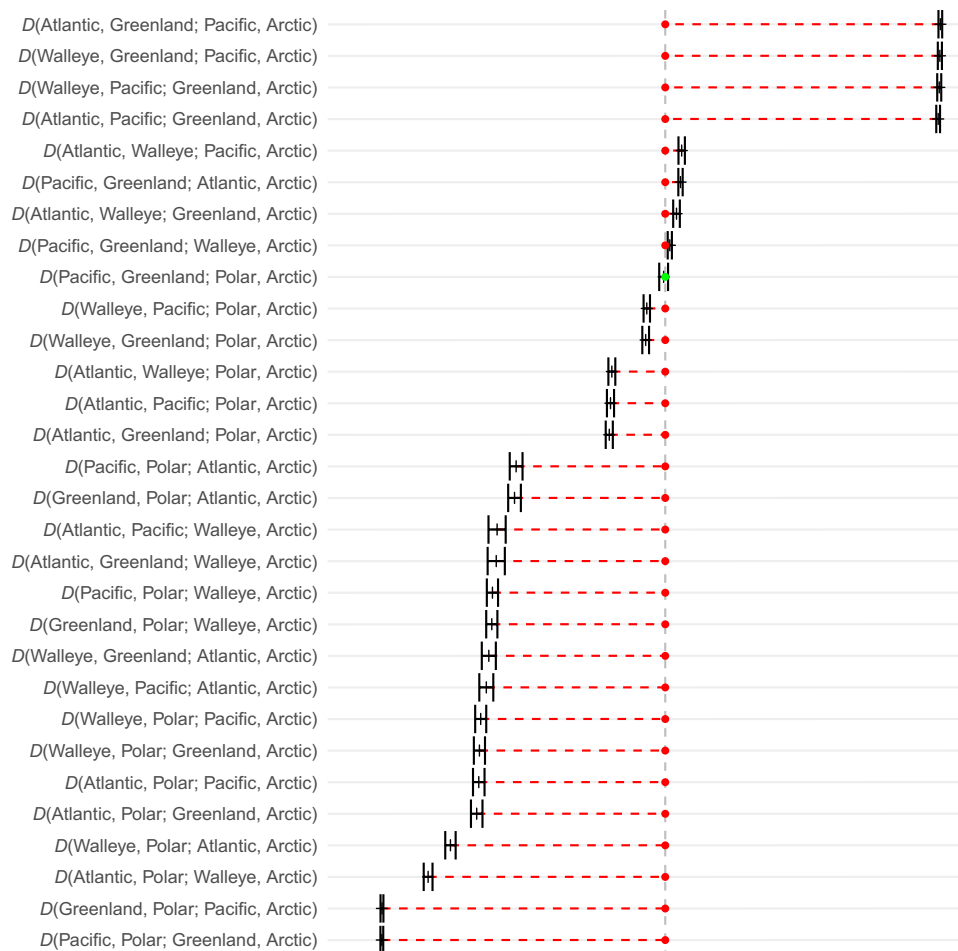 D(Atlantic, Greenland; Pacific, Arctic)
D(Walleye, Greenland; Pacific, Arctic)
D(Walleye, Pacific; Greenland, Arctic)
D(Atlantic, Pacific; Greenland, Arctic)
D(Atlantic, Walleye; Pacific, Arctic)
D(Pacific, Greenland; Atlantic, Arctic)
D(Atlantic, Walleye; Greenland, Arctic)
D(Pacific, Greenland; Walleye, Arctic)
D(Pacific, Greenland; Polar, Arctic)
D(Walleye, Pacific; Polar, Arctic)
D(Walleye, Greenland; Polar, Arctic)
D(Atlantic, Walleye; Polar, Arctic)
D(Atlantic, Pacific; Polar, Arctic)
D(Atlantic, Greenland; Polar, Arctic)
D(Pacific, Polar; Atlantic, Arctic)
D(Greenland, Polar; Atlantic, Arctic)
D(Atlantic, Pacific; Walleye, Arctic)
D(Atlantic, Greenland; Walleye, Arctic)
D(Pacific, Polar; Walleye, Arctic)
D(Greenland, Polar; Walleye, Arctic)
D(Walleye, Greenland; Atlantic, Arctic)
D(Walleye, Pacific; Atlantic, Arctic)
D(Walleye, Polar; Pacific, Arctic)
D(Walleye, Polar; Greenland, Arctic)
D(Atlantic, Polar; Pacific, Arctic)
D(Atlantic, Polar; Greenland, Arctic)
D(Walleye, Polar; Atlantic, Arctic)
D(Atlantic, Polar; Walleye, Arctic)
D(Greenland, Polar; Pacific, Arctic)
D(Pacific, Polar; Greenland, Arctic)